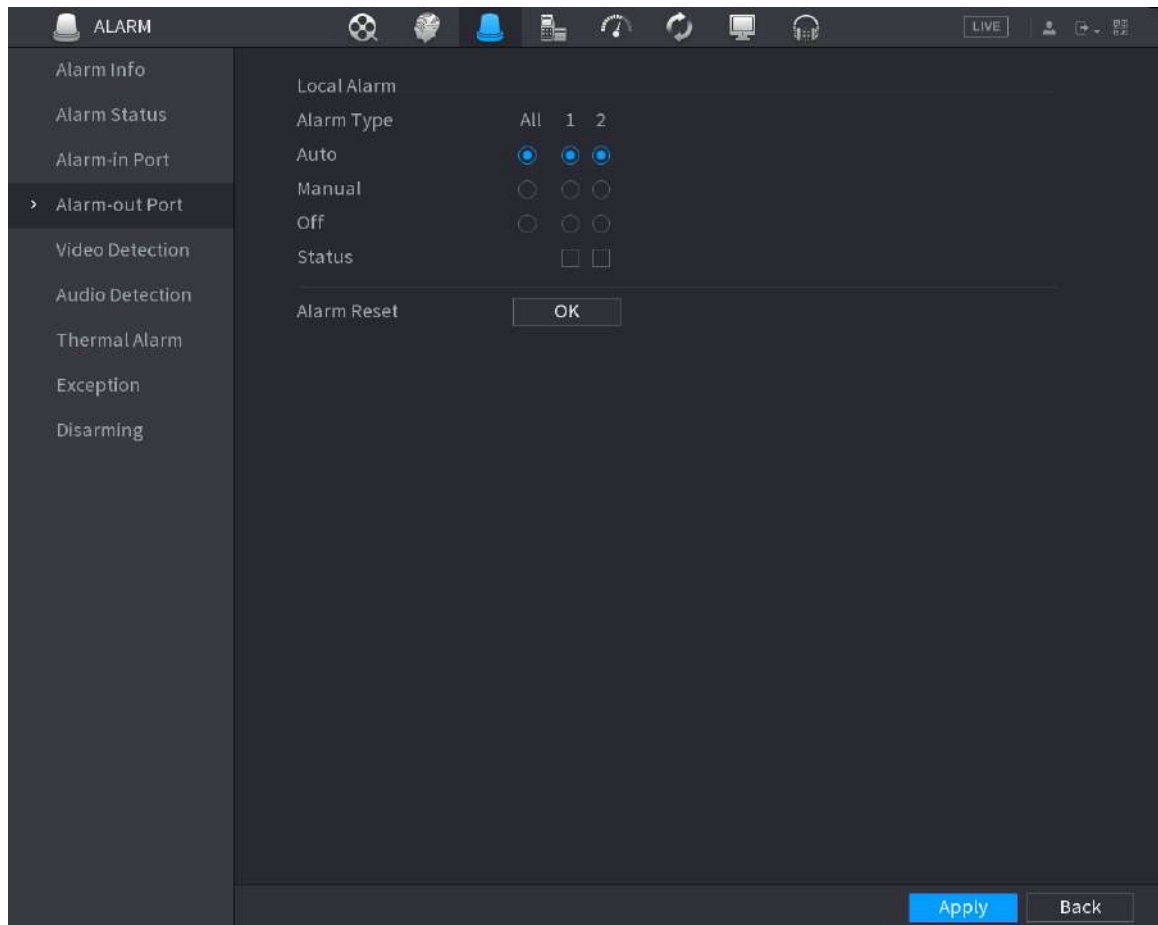 ALARM
LIVE
Alarm Info
Alarm Status
Alarm-in Port
Alarm-out Port
Video Detection
Audio Detection
Thermal Alarm
Exception
Disarming
Local Alarm
Alarm Type All 1 2
Auto
Manual
Off
Status
Alarm Reset OK
Apply Back